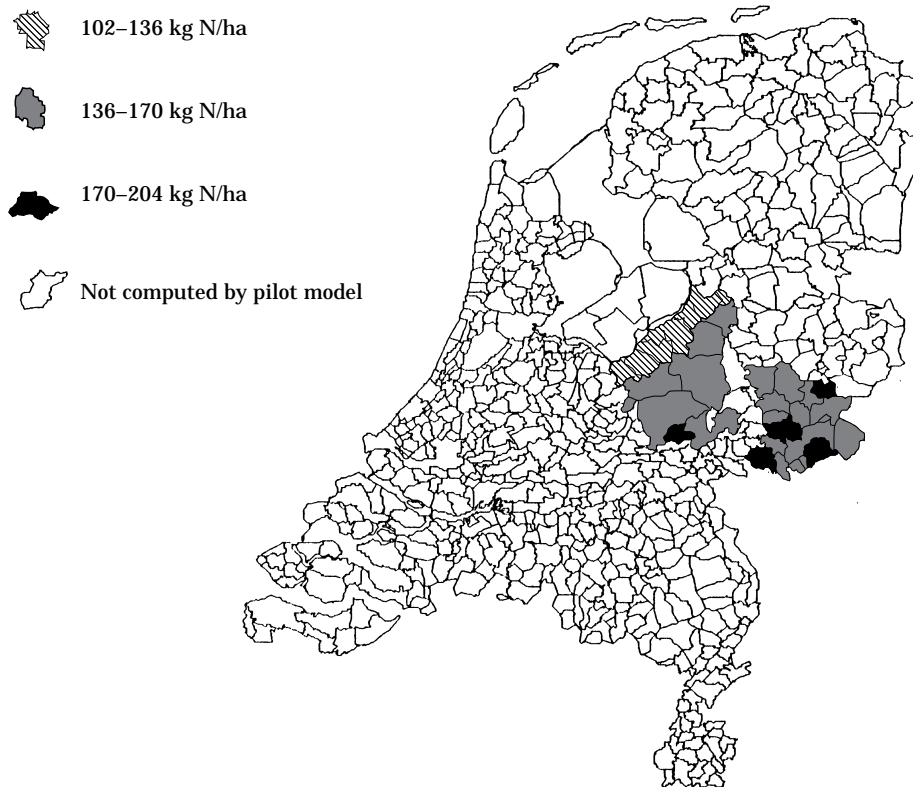 102–136 kg N/ha
136–170 kg N/ha
170–204 kg N/ha
Not computed by pilot model